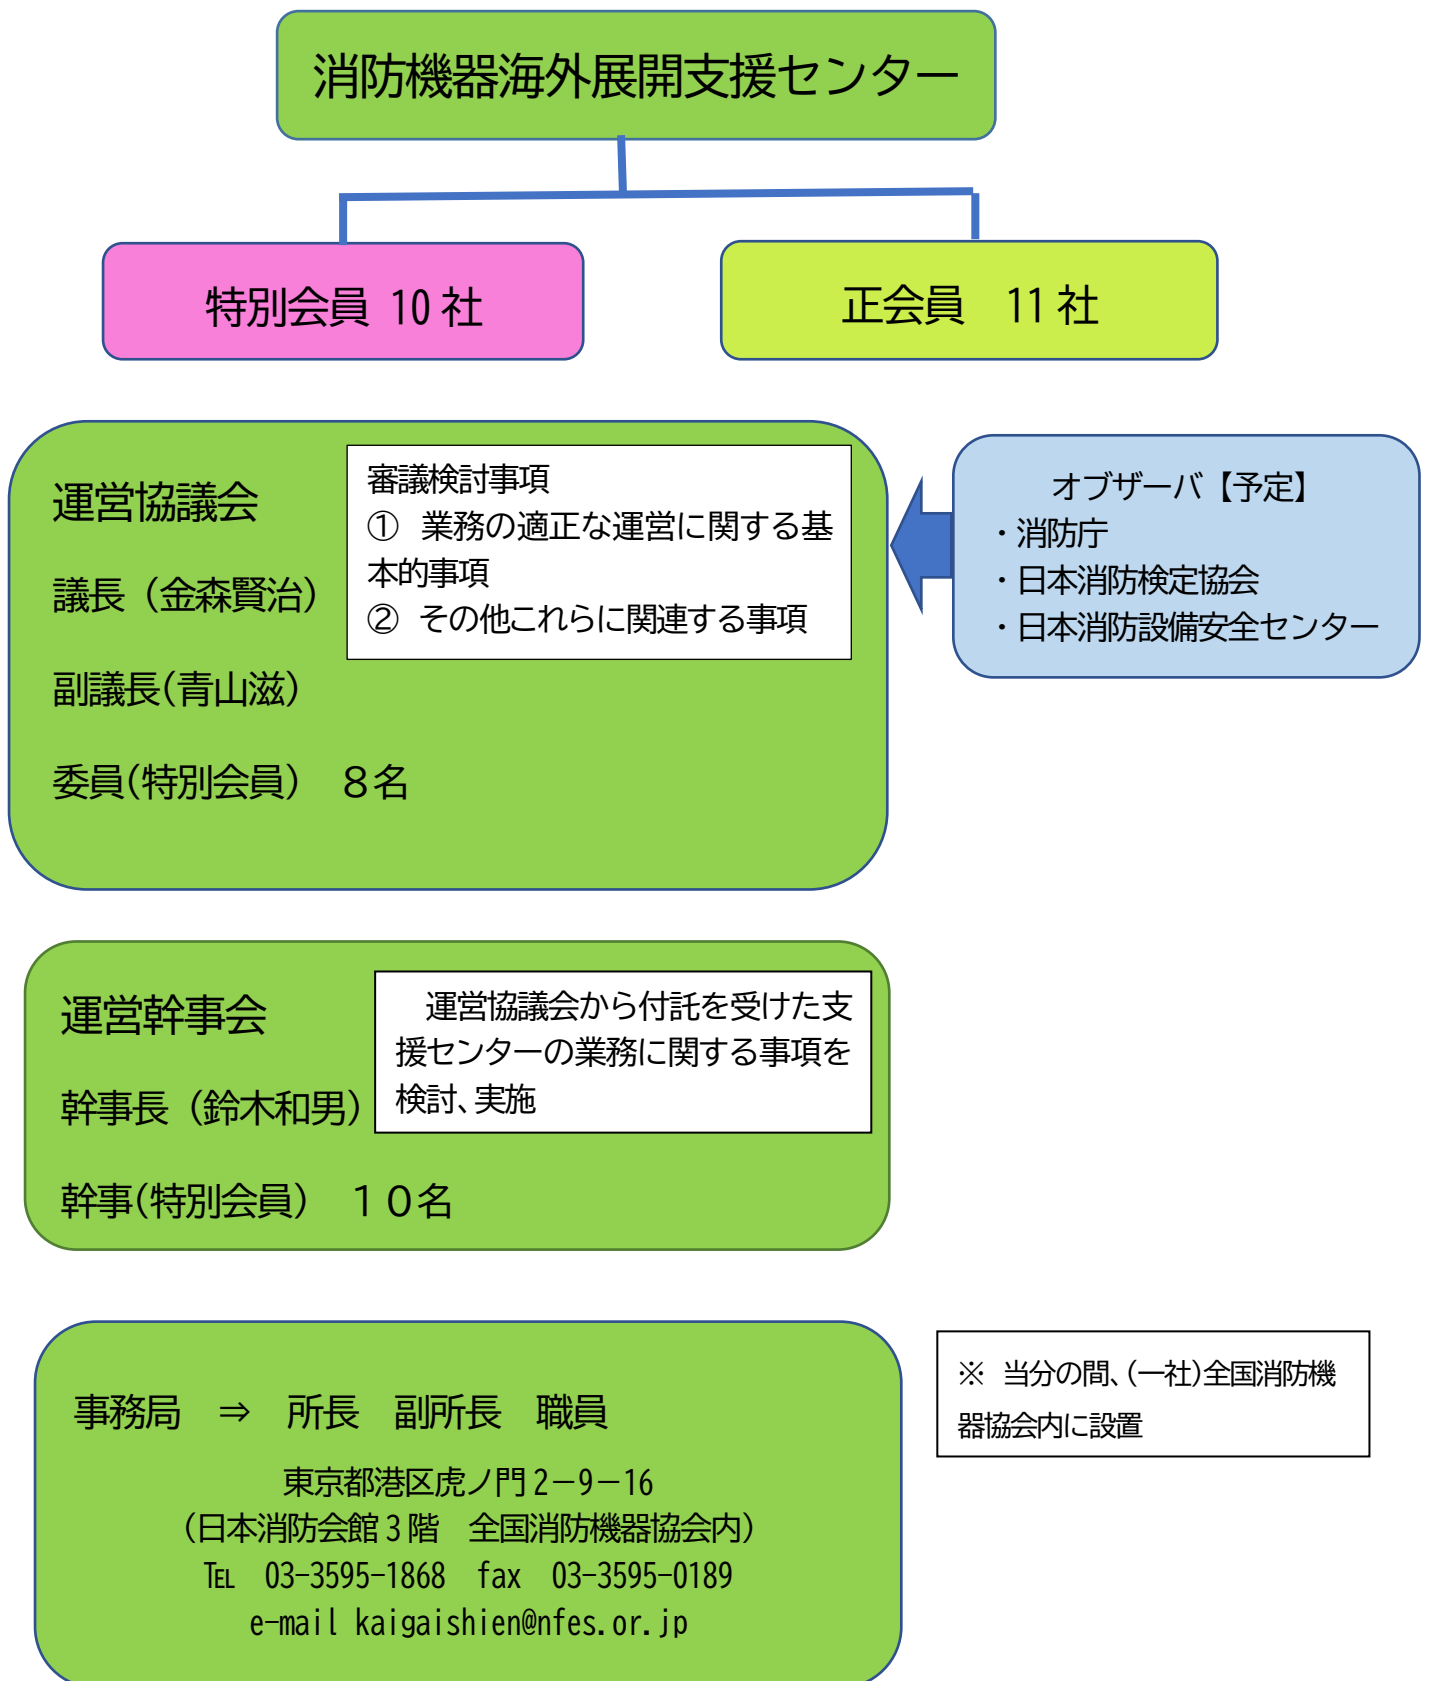 消防機器海外展開支援センター
特別会員 10社
正会員　11社
運営協議会
議長（金森賢治）
副議長(青山滋）
委員(特別会員）　８名
審議検討事項
①　業務の適正な運営に関する基
本的事項
②　その他これらに関連する事項
オブザーバ【予定】
・消防庁
・日本消防検定協会
・日本消防設備安全センター
運営幹事会
幹事長（鈴木和男）
幹事(特別会員）　１０名
運営協議会から付託を受けた支
援センターの業務に関する事項を
検討、実施
事務局　⇒　所長　副所長　職員
東京都港区虎ノ門2－9－16
（日本消防会館3階　全国消防機器協会内）
℡　03-3595-1868　fax　03-3595-0189
e-mail kaigaishien@nfes.or.jp
※　当分の間、(一社)全国消防機
器協会内に設置